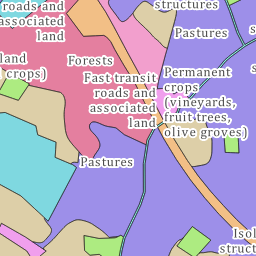 roads and
associated
land
structures
Pastures
land
crops)
Forests
Fast transit
roads and
associated
land
Permanent
crops
(vineyards,
fruit trees,
olive groves)
Pastures
Isol
struct